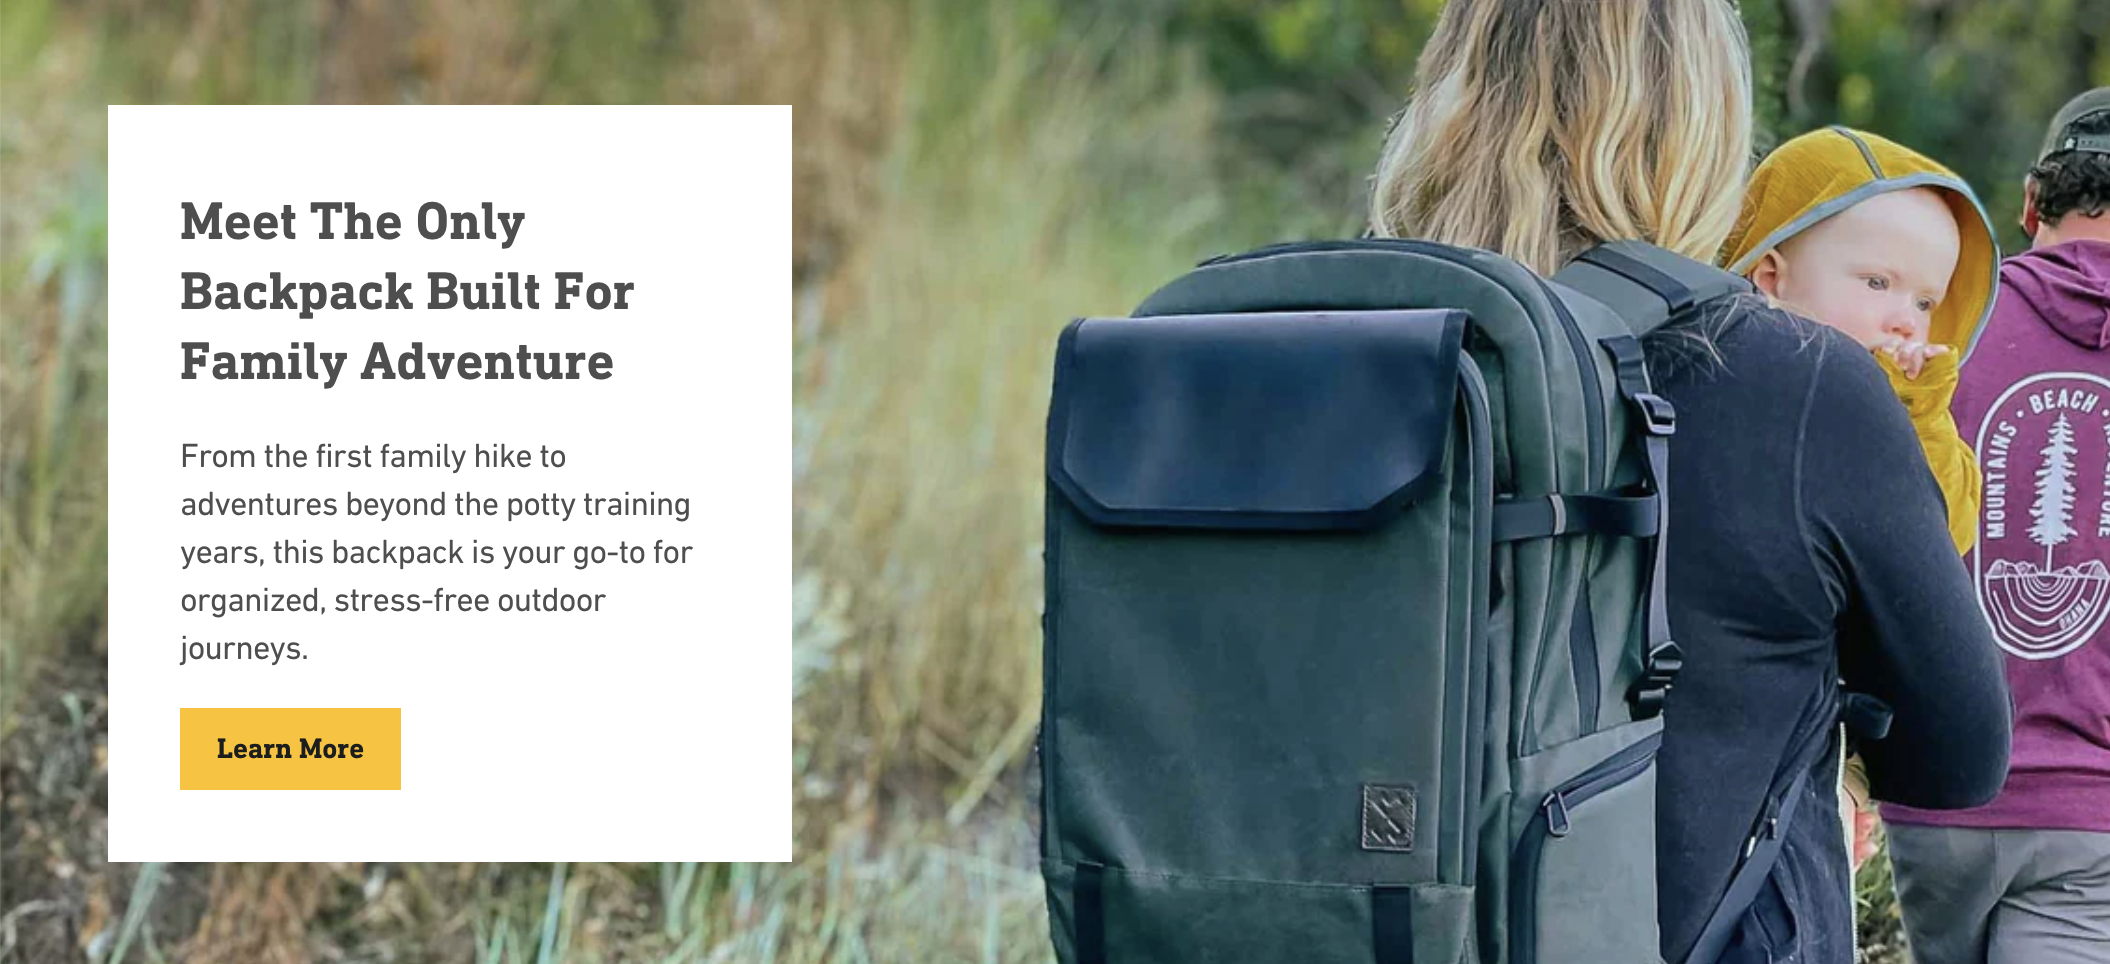 Meet The Only
Backpack Built For
Family Adventure
From the first family hike to
adventures beyond the potty training
years, this backpack is your go-to for
organized, stress-free outdoor
journeys.
Learn More
MOUNTAINS • BEACH •
OHANA